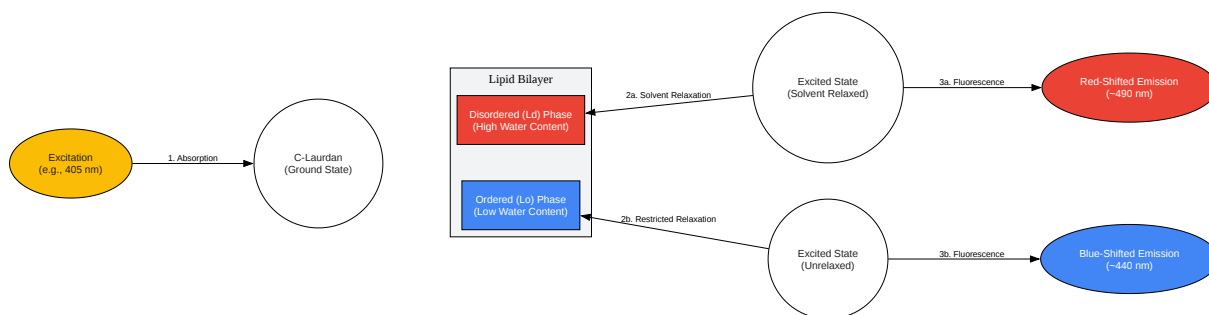 Excitation
(e.g., 405 nm)
1. Absorption
C-Laurdan
(Ground State)
Lipid Bilayer
Disordered (Ld) Phase
(High Water Content)
Ordered (Lo) Phase
(Low Water Content)
2a. Solvent Relaxation
2b. Restricted Relaxation
Excited State
(Solvent Relaxed)
Excited State
(Unrelaxed)
3a. Fluorescence
3b. Fluorescence
Red-Shifted Emission
(~490 nm)
Blue-Shifted Emission
(~440 nm)